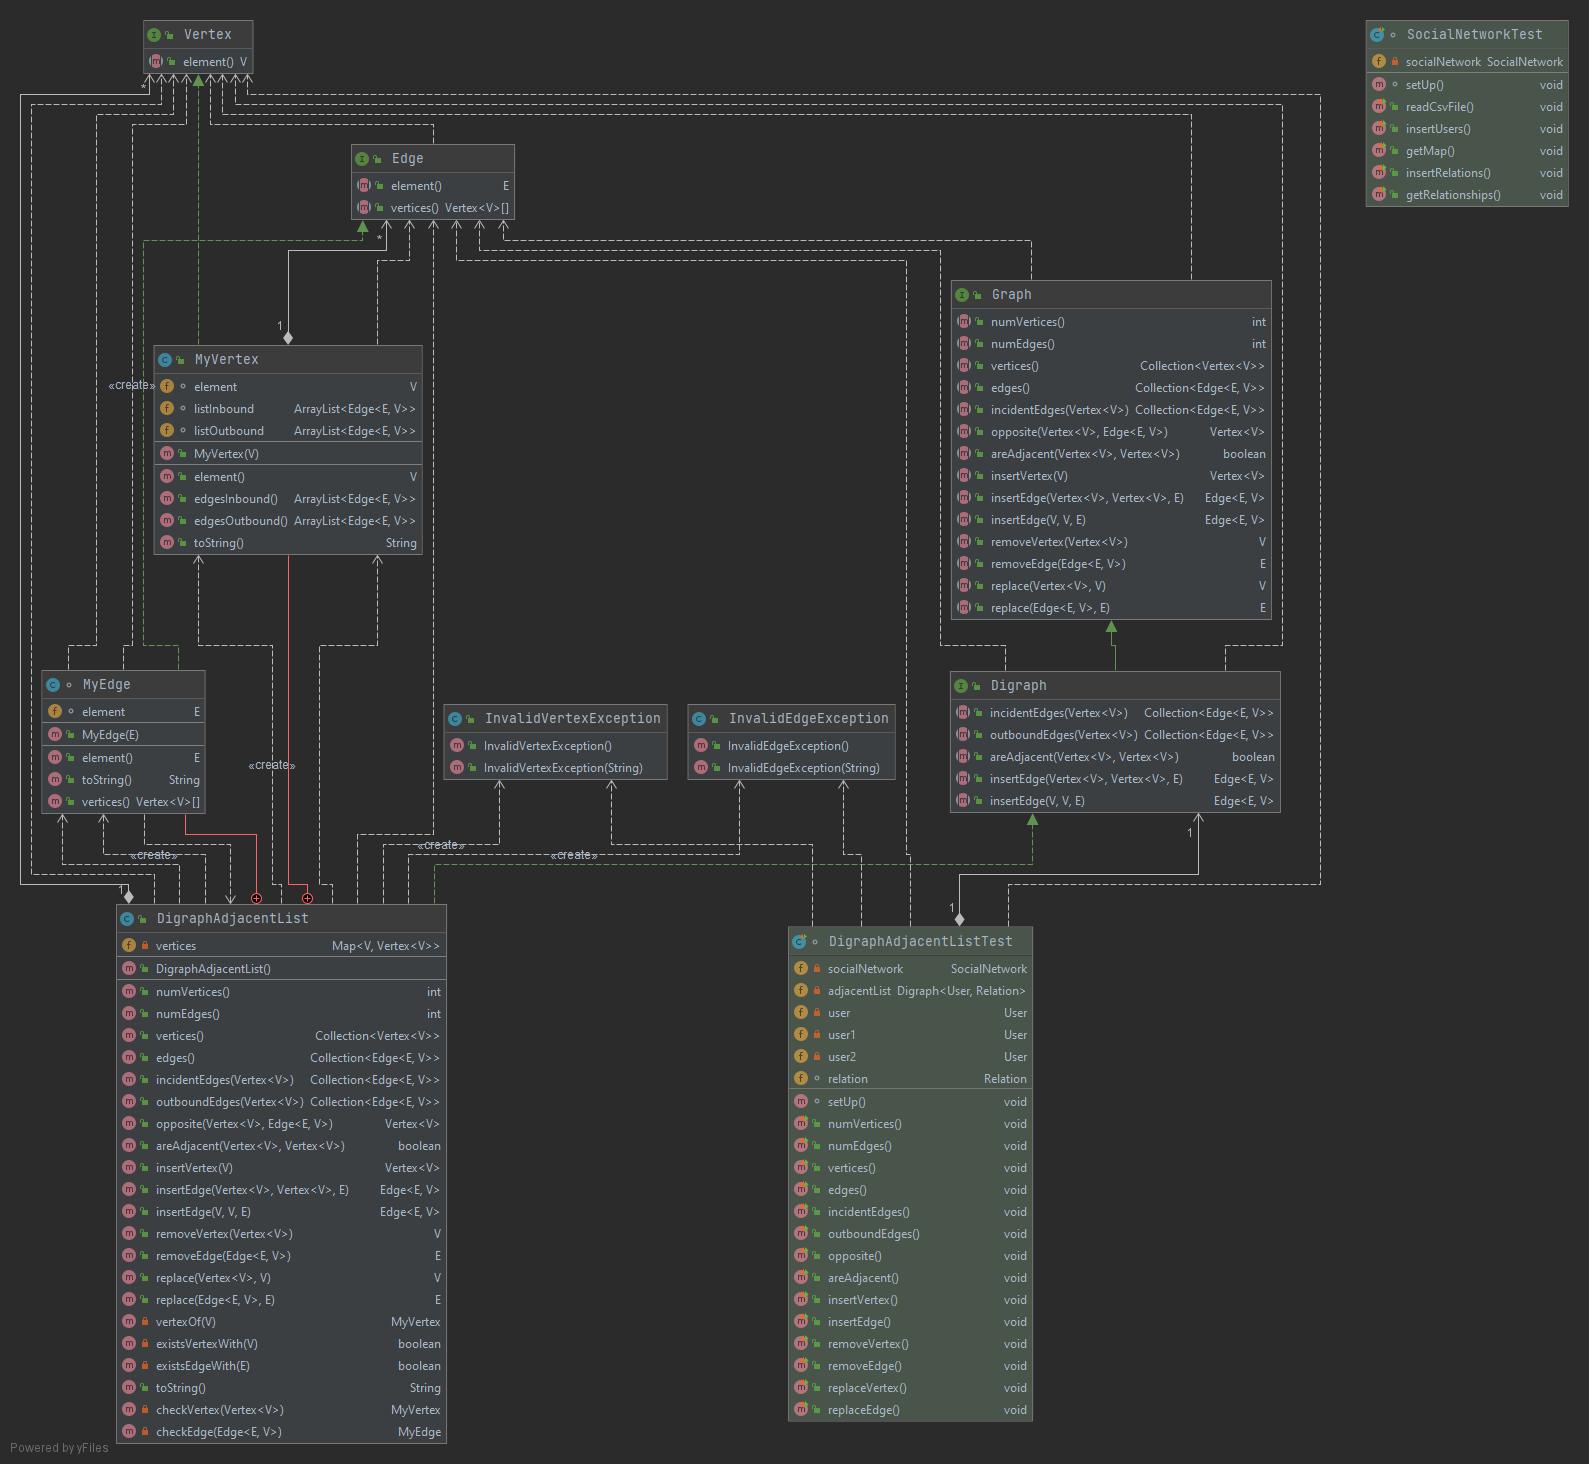 Vertex
element() V
*
SocialNetworkTest
socialNetwork SocialNetwork
setUp() void
readCsvFile() void
insertUsers() void
getMap() void
insertRelations() void
getRelationships() void
Edge
element() E
vertices() Vertex<V>[]
*
1
Graph
numVertices() int
numEdges() int
vertices() Collection<Vertex<V>>
edges() Collection<Edge<E, V>>
incidentEdges(Vertex<V>) Collection<Edge<E, V>>
opposite(Vertex<V>, Edge<E, V>) Vertex<V>
areAdjacent(Vertex<V>, Vertex<V>) boolean
insertVertex(V) Vertex<V>
insertEdge(Vertex<V>, Vertex<V>, E) Edge<E, V>
insertEdge(V, V, E) Edge<E, V>
removeVertex(Vertex<V>) V
removeEdge(Edge<E, V>) E
replace(Vertex<V>, V) V
replace(Edge<E, V>, E) E
MyVertex
«create»
element V
listInbound ArrayList<Edge<E, V>>
listOutbound ArrayList<Edge<E, V>>
MyVertex(V)
element() V
edgesInbound() ArrayList<Edge<E, V>>
edgesOutbound() ArrayList<Edge<E, V>>
toString() String
MyEdge
element E
MyEdge(E)
element() E
toString() String
vertices() Vertex<V>[]
«create»
InvalidVertexException
InvalidVertexException()
InvalidVertexException(String)
InvalidEdgeException
InvalidEdgeException()
InvalidEdgeException(String)
Digraph
incidentEdges(Vertex<V>) Collection<Edge<E, V>>
outboundEdges(Vertex<V>) Collection<Edge<E, V>>
areAdjacent(Vertex<V>, Vertex<V>) boolean
insertEdge(Vertex<V>, Vertex<V>, E) Edge<E, V>
insertEdge(V, V, E) Edge<E, V>
1
«create»
«create»
«create»
1
1
DigraphAdjacentList
vertices Map<V, Vertex<V>>
DigraphAdjacentList()
numVertices() int
numEdges() int
vertices() Collection<Vertex<V>>
edges() Collection<Edge<E, V>>
incidentEdges(Vertex<V>) Collection<Edge<E, V>>
outboundEdges(Vertex<V>) Collection<Edge<E, V>>
opposite(Vertex<V>, Edge<E, V>) Vertex<V>
areAdjacent(Vertex<V>, Vertex<V>) boolean
insertVertex(V) Vertex<V>
insertEdge(Vertex<V>, Vertex<V>, E) Edge<E, V>
insertEdge(V, V, E) Edge<E, V>
removeVertex(Vertex<V>) V
removeEdge(Edge<E, V>) E
replace(Vertex<V>, V) V
replace(Edge<E, V>, E) E
vertexOf(V) MyVertex
existsVertexWith(V) boolean
existsEdgeWith(E) boolean
toString() String
checkVertex(Vertex<V>) MyVertex
checkEdge(Edge<E, V>) MyEdge
DigraphAdjacentListTest
socialNetwork SocialNetwork
adjacentList Digraph<User, Relation>
user User
user1 User
user2 User
relation Relation
setUp() void
numVertices() void
numEdges() void
vertices() void
edges() void
incidentEdges() void
outboundEdges() void
opposite() void
areAdjacent() void
insertVertex() void
insertEdge() void
removeVertex() void
removeEdge() void
replaceVertex() void
replaceEdge() void
Powered by yFiles